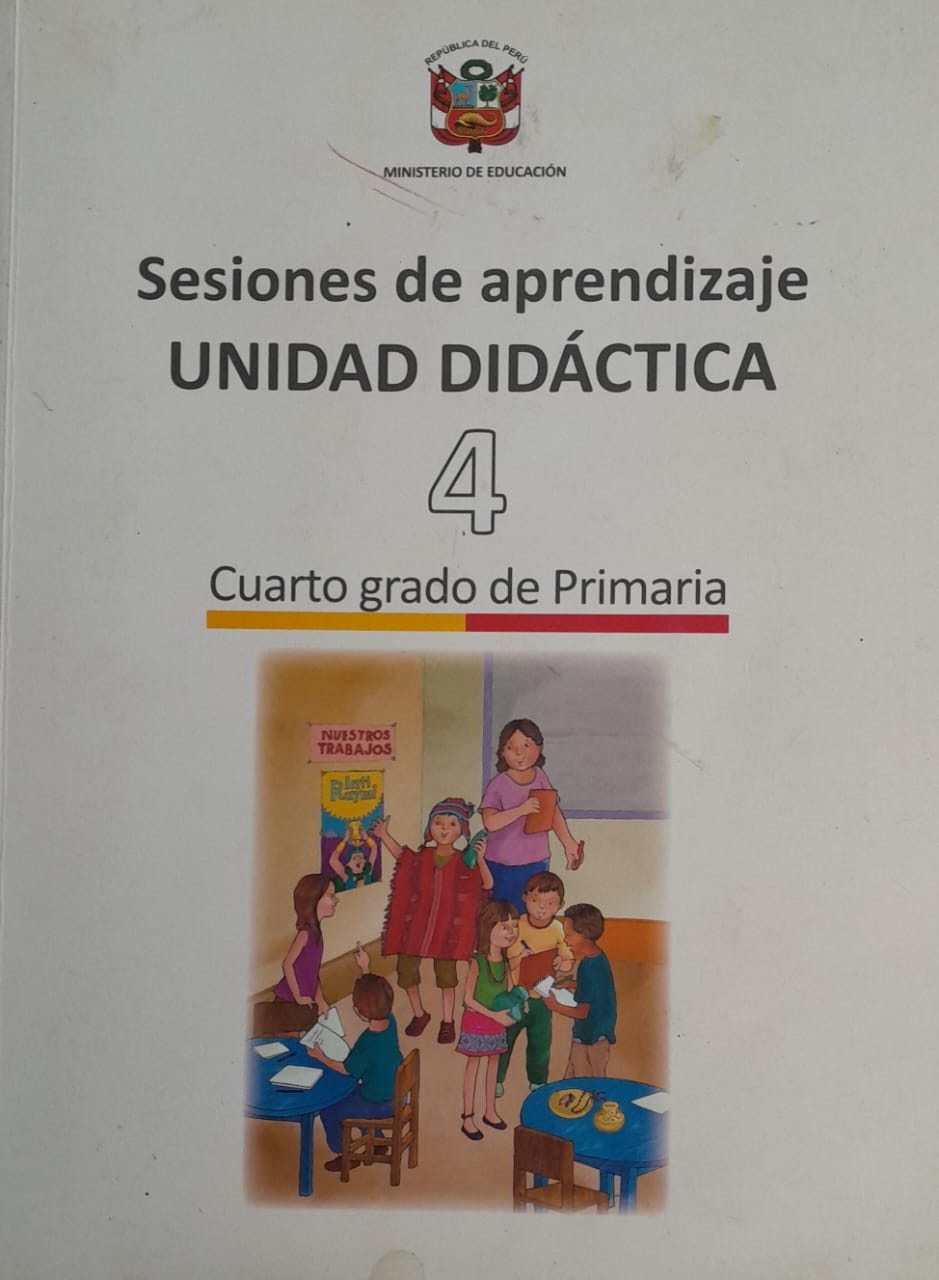 REPÚBLICA DEL PERÚ
MINISTERIO DE EDUCACIÓN
Sesiones de aprendizaje
UNIDAD DIDÁCTICA
4
Cuarto grado de Primaria
NUESTROS
TRABAJOS
Inti
Raymi